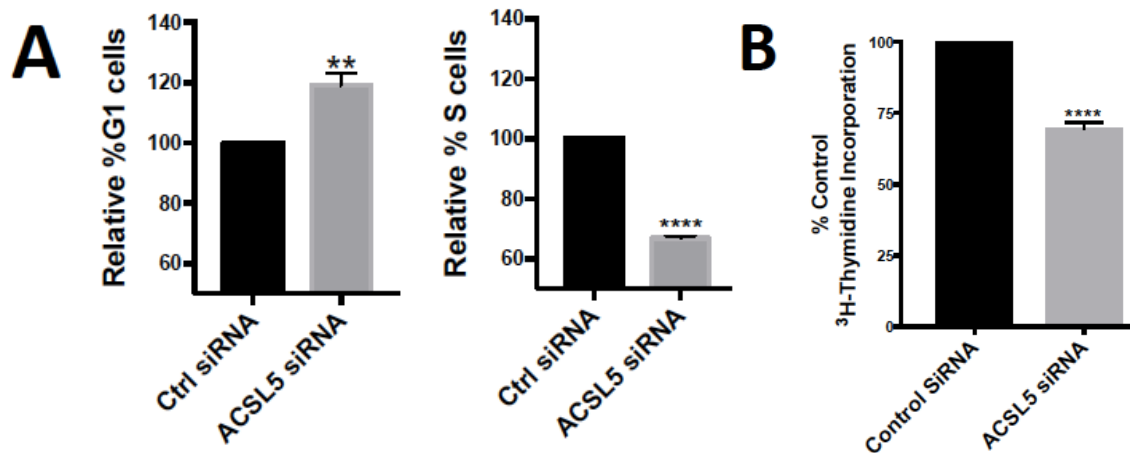 A
Relative %G1 cells
140
120
100
80
60
**
Ctrl siRNA
ACSL5 siRNA
Relative % S cells
140
120
100
80
60
****
Ctrl siRNA
ACSL5 siRNA
B
% Control
³H-Thymidine Incorporation
100
75
50
25
0
****
Control SiRNA
ACSL5 siRNA